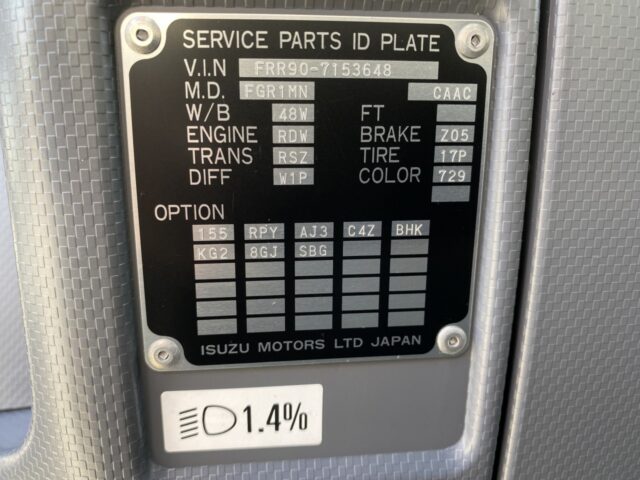 SERVICE PARTS ID PLATE
V.I.N FRR90-7153648
M.D. FGR1MN CAAC
W/B 48W FT
ENGINE RDW BRAKE Z05
TRANS RSZ TIRE 17P
DIFF W1P COLOR 729
OPTION
155 RPY AJ3 C4Z BHK
KG2 8GJ SBG
ISUZU MOTORS LTD JAPAN
1.4%